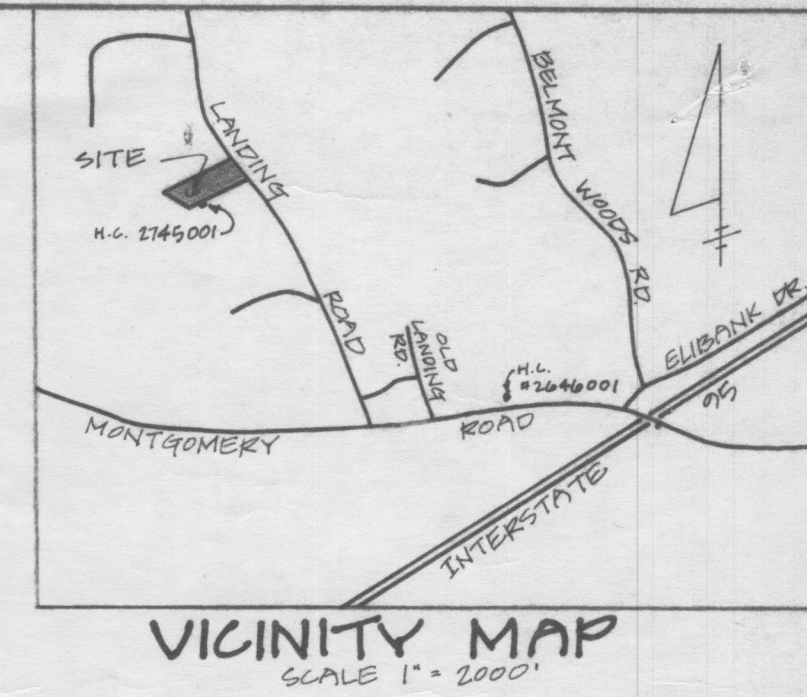 LANDING
BELMONT
SITE
WOODS
H.C. 2745001
RD.
ROAD
ELIBANK DR.
OLD
LANDING
RD.
H.C.
#2646001
95
MONTGOMERY
ROAD
INTERSTATE
VICINITY MAP
SCALE 1" = 2000'